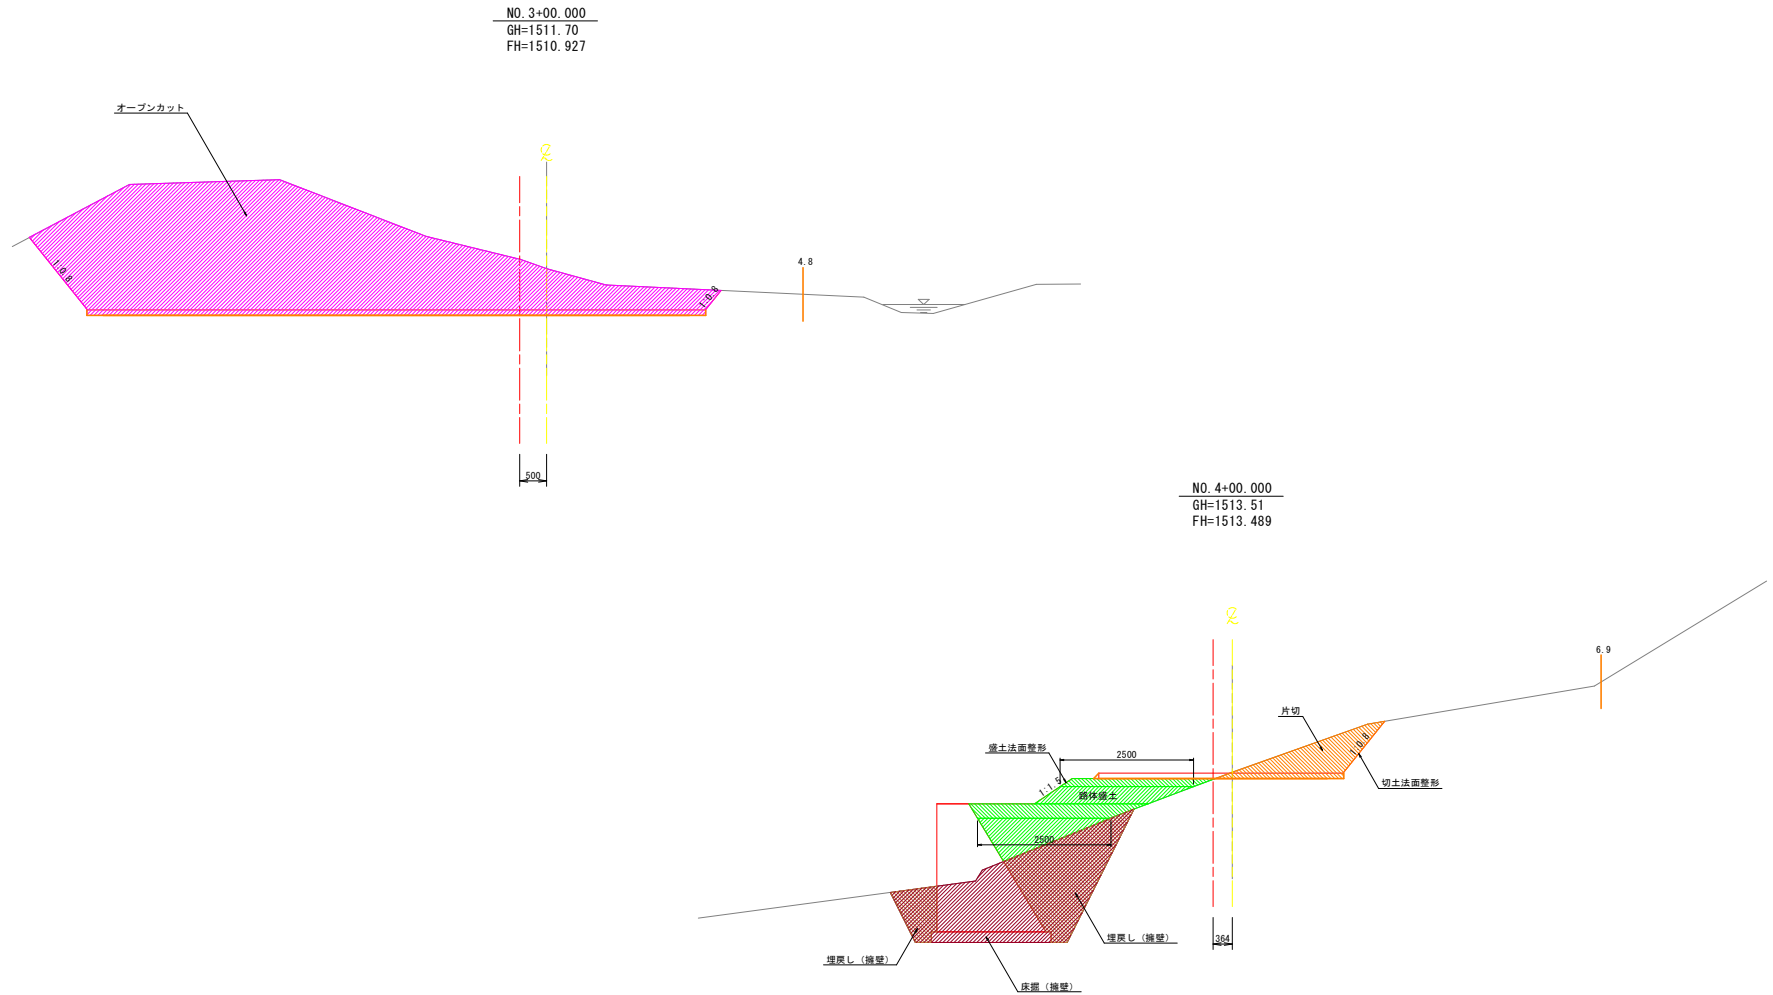 NO.3+00.000
GH=1511.70
FH=1510.927
オープンカット
1:0.8
1:0.8
4.8
500
NO.4+00.000
GH=1513.51
FH=1513.489
6.9
片切
盛土法面整形
2500
1:0.8
1:1.5
切土法面整形
路体盛土
2500
埋戻し(擁壁)
364
埋戻し(擁壁)
床掘(擁壁)